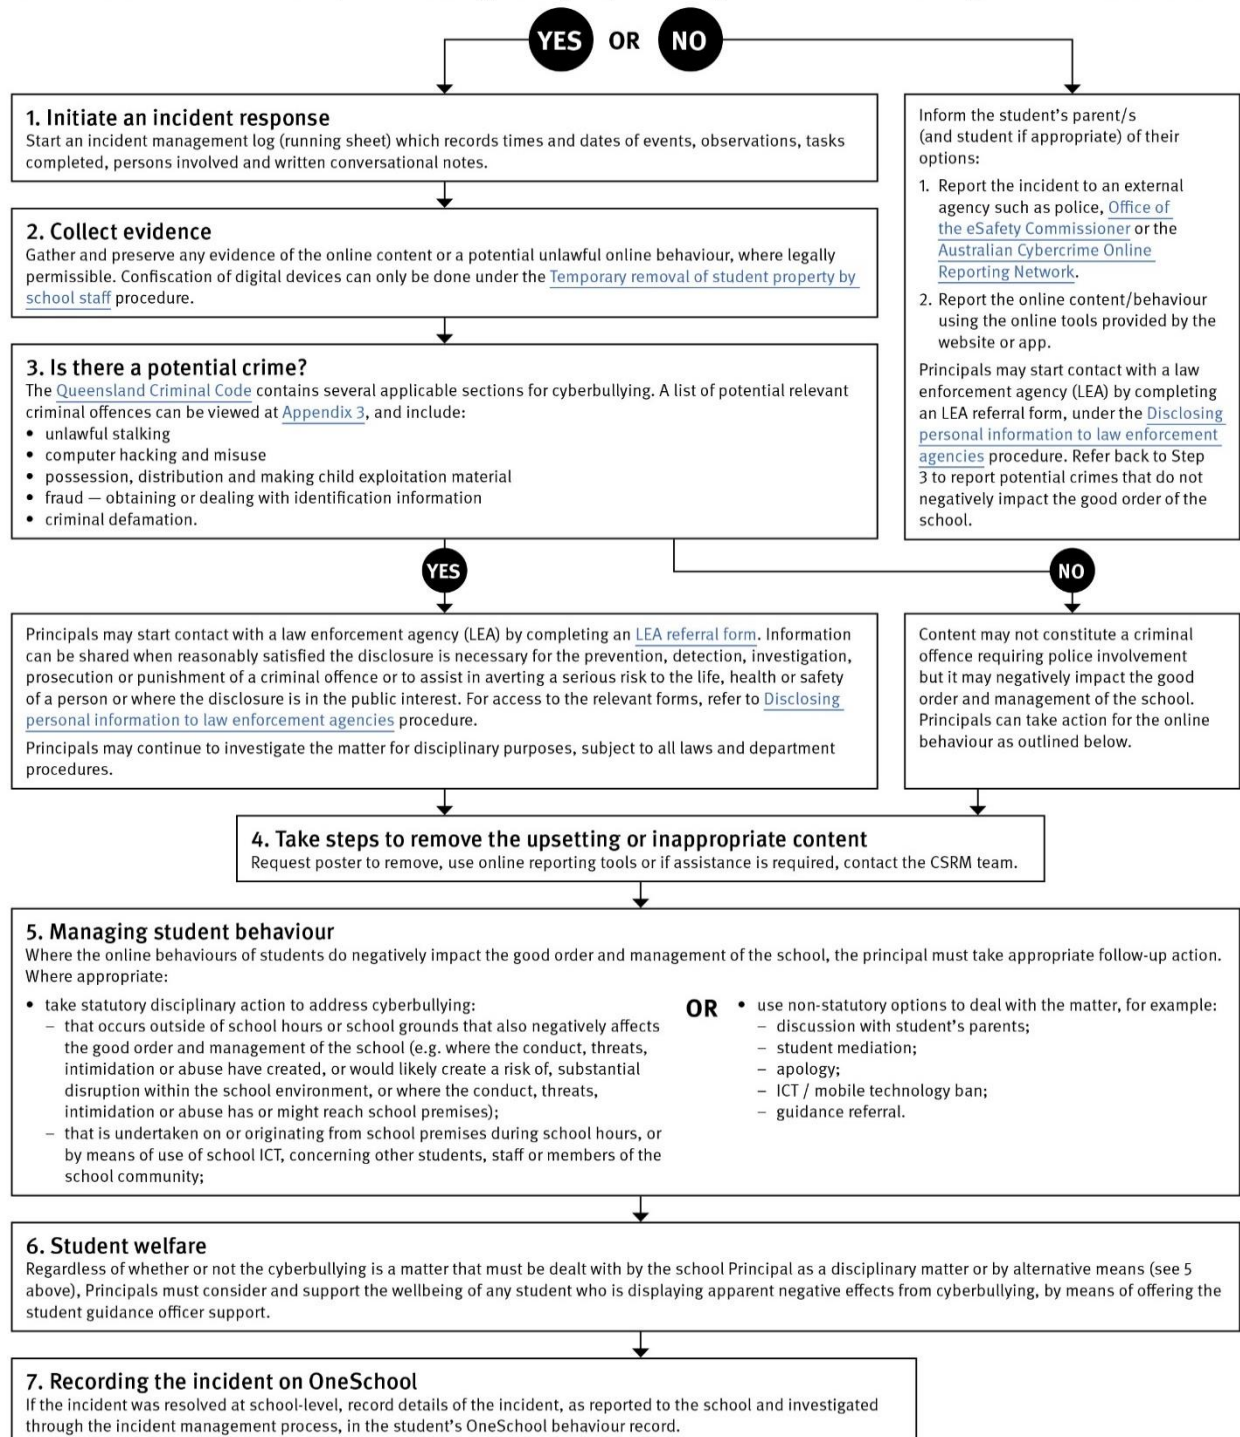 YES OR NO
1. Initiate an incident response
Start an incident management log (running sheet) which records times and dates of events, observations, tasks
completed, persons involved and written conversational notes.
2. Collect evidence
Gather and preserve any evidence of the online content or a potential unlawful online behaviour, where legally
permissible. Confiscation of digital devices can only be done under the Temporary removal of student property by
school staff procedure.
3. Is there a potential crime?
The Queensland Criminal Code contains several applicable sections for cyberbullying. A list of potential relevant
criminal offences can be viewed at Appendix 3, and include:
• unlawful stalking
• computer hacking and misuse
• possession, distribution and making child exploitation material
• fraud — obtaining or dealing with identification information
• criminal defamation.
Inform the student's parent/s
(and student if appropriate) of their
options:
1. Report the incident to an external
agency such as police, Office of
the eSafety Commissioner or the
Australian Cybercrime Online
Reporting Network.
2. Report the online content/behaviour
using the online tools provided by the
website or app.
Principals may start contact with a law
enforcement agency (LEA) by completing
an LEA referral form, under the Disclosing
personal information to law enforcement
agencies procedure. Refer back to Step
3 to report potential crimes that do not
negatively impact the good order of the
school.
YES
NO
Principals may start contact with a law enforcement agency (LEA) by completing an LEA referral form. Information
can be shared when reasonably satisfied the disclosure is necessary for the prevention, detection, investigation,
prosecution or punishment of a criminal offence or to assist in averting a serious risk to the life, health or safety
of a person or where the disclosure is in the public interest. For access to the relevant forms, refer to Disclosing
personal information to law enforcement agencies procedure.
Principals may continue to investigate the matter for disciplinary purposes, subject to all laws and department
procedures.
Content may not constitute a criminal
offence requiring police involvement
but it may negatively impact the good
order and management of the school.
Principals can take action for the online
behaviour as outlined below.
4. Take steps to remove the upsetting or inappropriate content
Request poster to remove, use online reporting tools or if assistance is required, contact the CSRM team.
5. Managing student behaviour
Where the online behaviours of students do negatively impact the good order and management of the school, the principal must take appropriate follow-up action.
Where appropriate:
• take statutory disciplinary action to address cyberbullying:
– that occurs outside of school hours or school grounds that also negatively affects
the good order and management of the school (e.g. where the conduct, threats,
intimidation or abuse have created, or would likely create a risk of, substantial
disruption within the school environment, or where the conduct, threats,
intimidation or abuse has or might reach school premises);
– that is undertaken on or originating from school premises during school hours, or
by means of use of school ICT, concerning other students, staff or members of the
school community;
OR
• use non-statutory options to deal with the matter, for example:
– discussion with student's parents;
– student mediation;
– apology;
– ICT / mobile technology ban;
– guidance referral.
6. Student welfare
Regardless of whether or not the cyberbullying is a matter that must be dealt with by the school Principal as a disciplinary matter or by alternative means (see 5
above), Principals must consider and support the wellbeing of any student who is displaying apparent negative effects from cyberbullying, by means of offering the
student guidance officer support.
7. Recording the incident on OneSchool
If the incident was resolved at school-level, record details of the incident, as reported to the school and investigated
through the incident management process, in the student's OneSchool behaviour record.